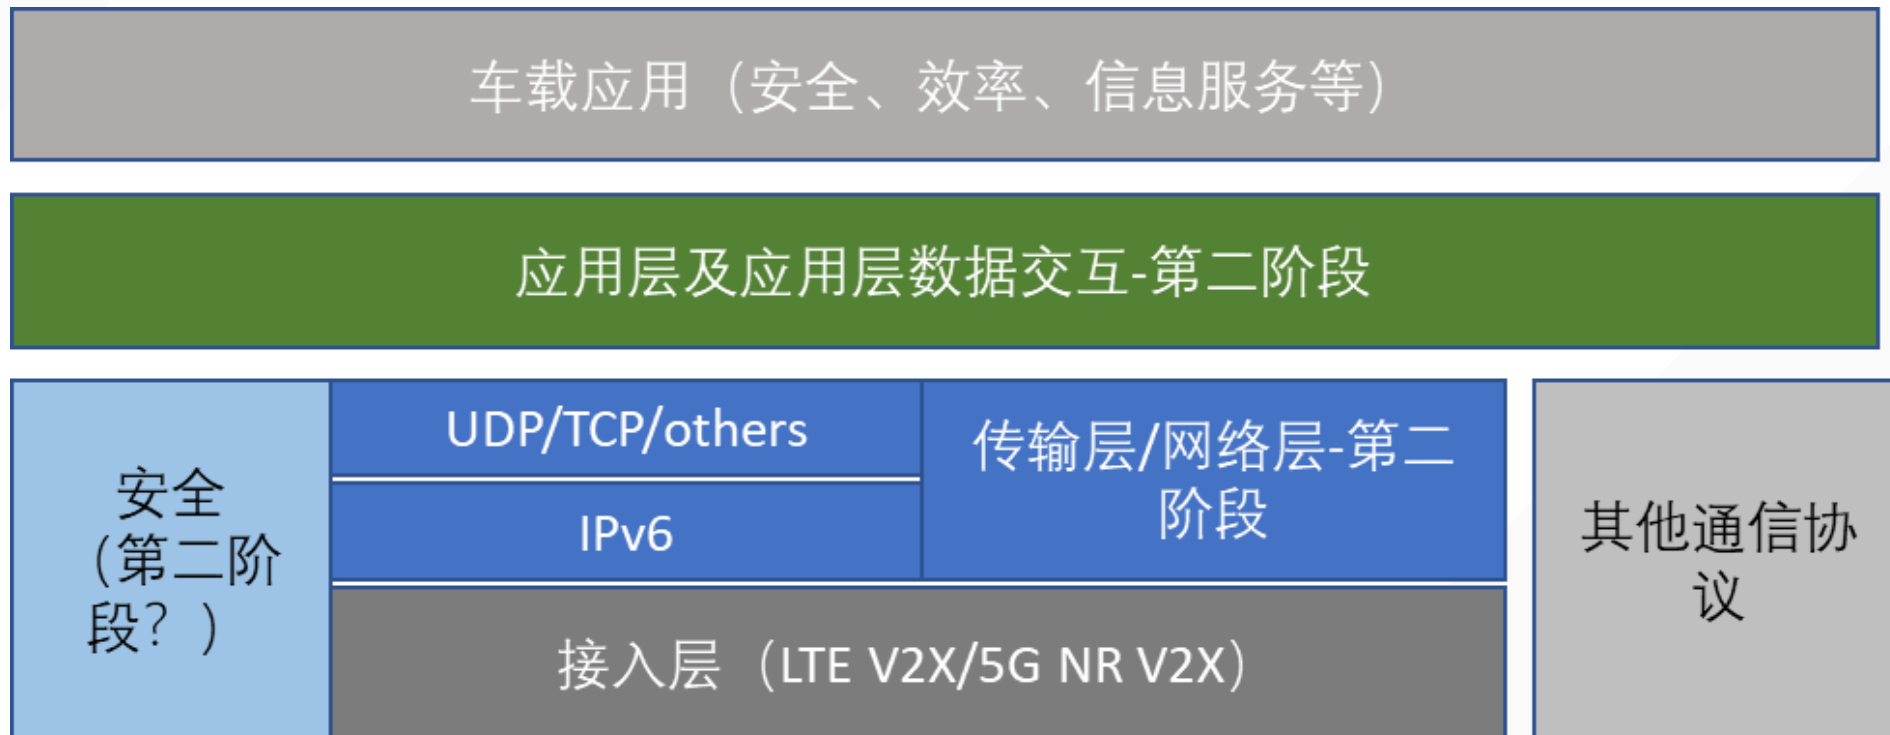 车载应用（安全、效率、信息服务等）
应用层及应用层数据交互-第二阶段
安全
（第二阶
段？）
UDP/TCP/others
IPv6
传输层/网络层-第二
阶段
接入层（LTE V2X/5G NR V2X）
其他通信协
议